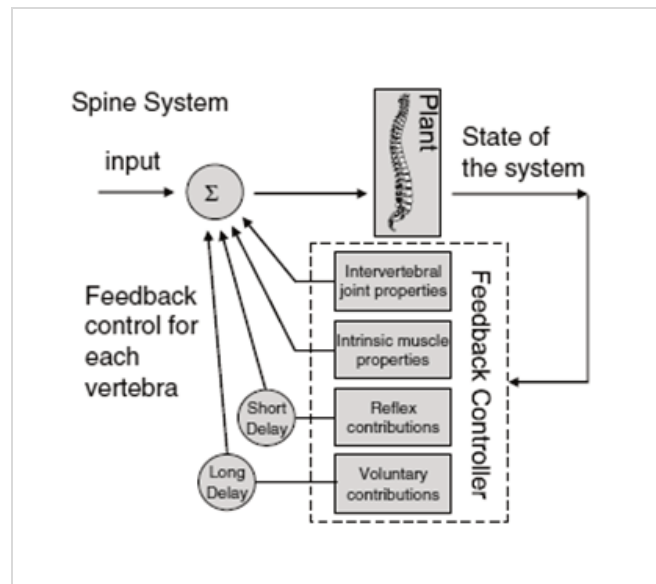 Spine System
input
Σ
Plant
State of
the system
Feedback
control for
each
vertebra
Intervertebral
joint properties
Intrinsic muscle
properties
Short
Delay
Reflex
contributions
Long
Delay
Voluntary
contributions
Feedback Controller